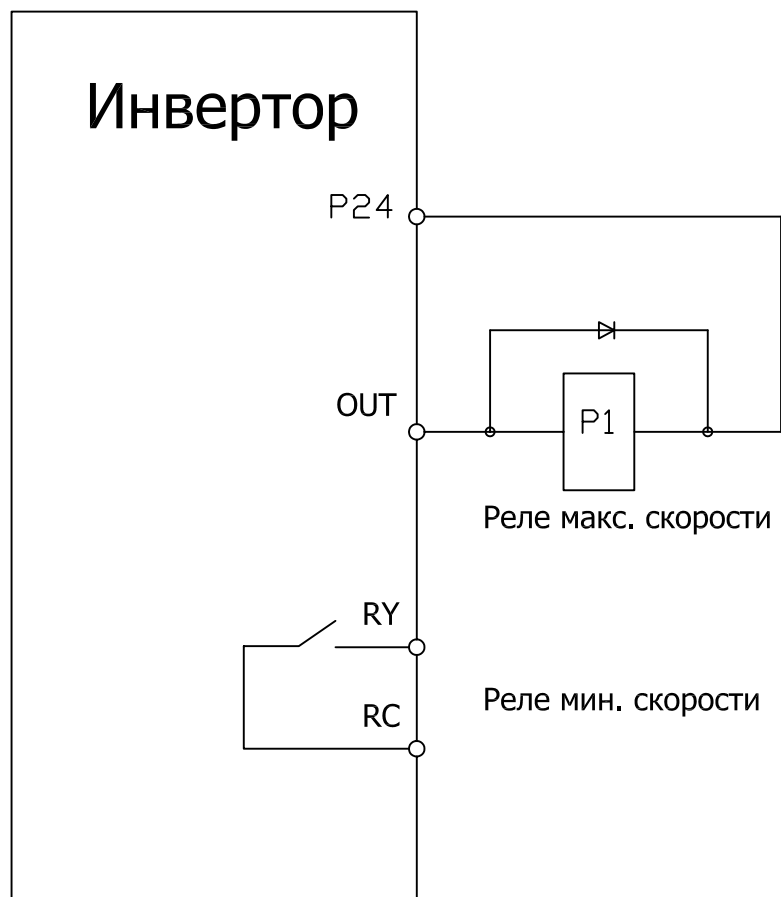 Инвертор
P24
OUT
P1
Реле макс. скорости
RY
Реле мин. скорости
RC